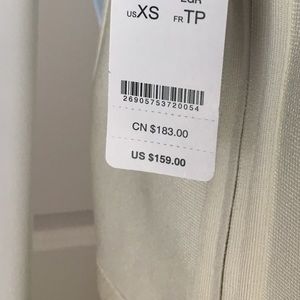 US XS FR TP
26905753720054
CN $183.00
US $159.00